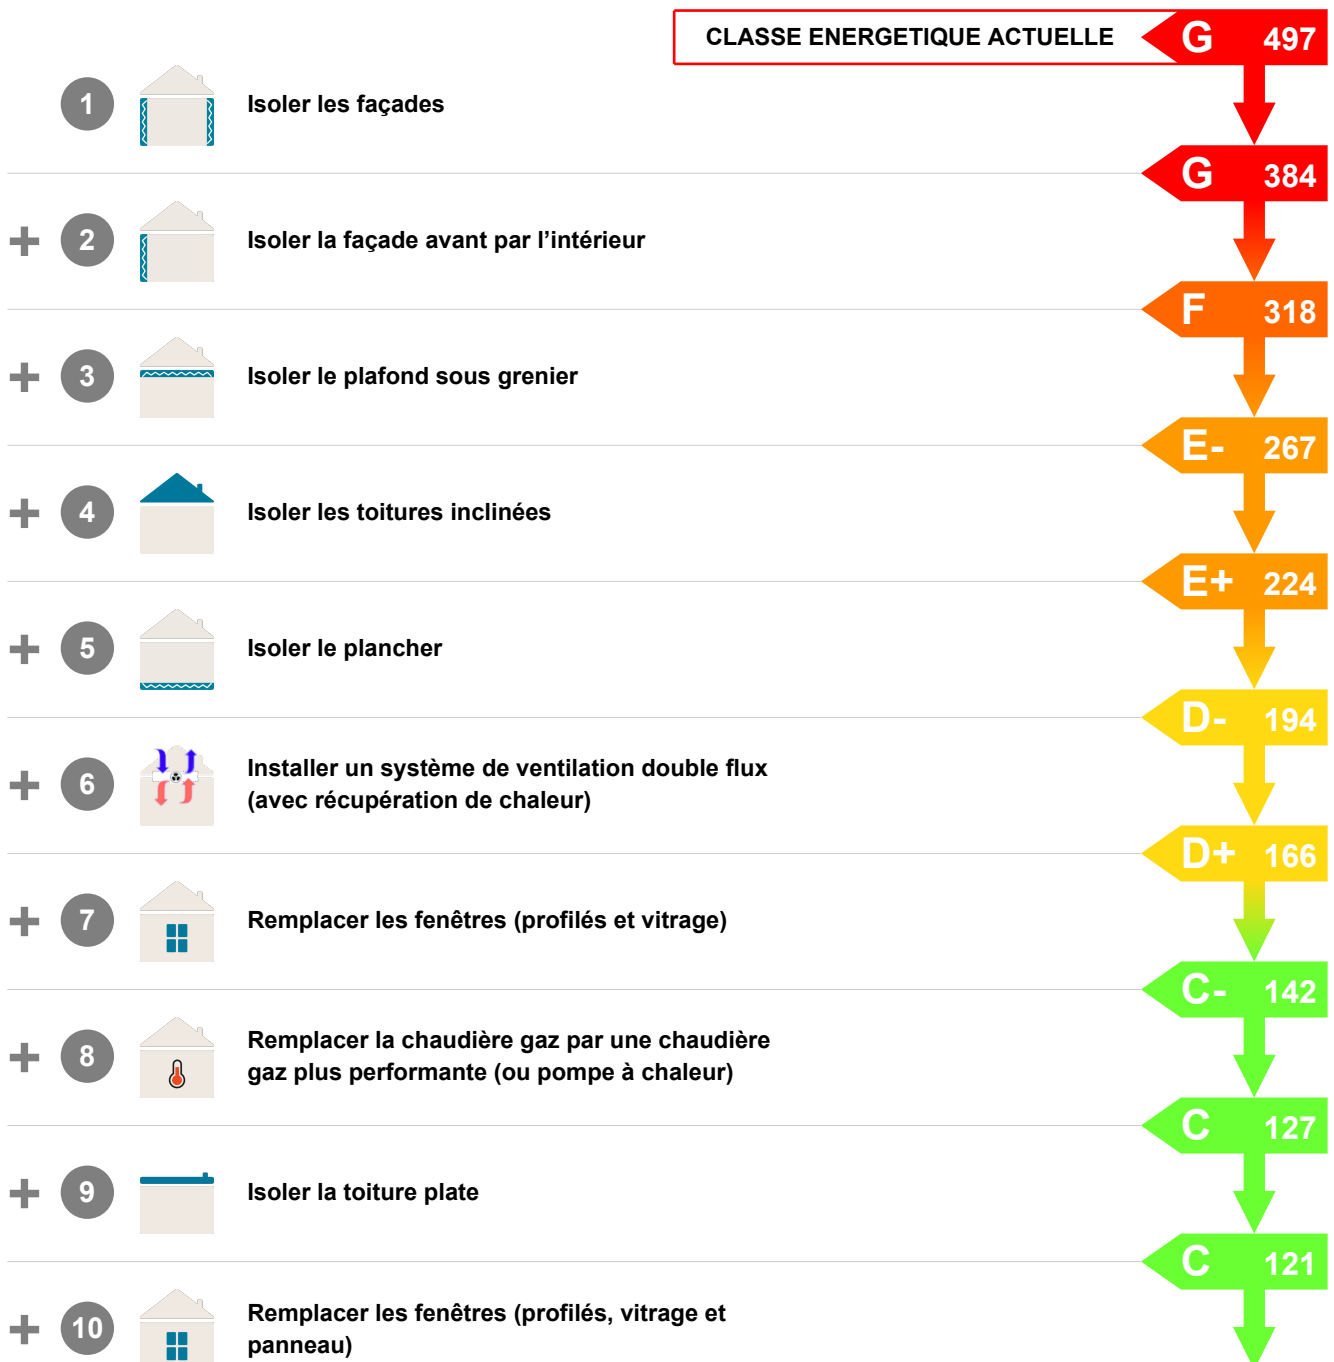 CLASSE ENERGETIQUE ACTUELLE G 497
1 Isoler les façades
G 384
+ 2 Isoler la façade avant par l’intérieur
F 318
+ 3 Isoler le plafond sous grenier
E- 267
+ 4 Isoler les toitures inclinées
E+ 224
+ 5 Isoler le plancher
D- 194
+ 6 Installer un système de ventilation double flux
(avec récupération de chaleur)
D+ 166
+ 7 Remplacer les fenêtres (profilés et vitrage)
C- 142
+ 8 Remplacer la chaudière gaz par une chaudière
gaz plus performante (ou pompe à chaleur)
C 127
+ 9 Isoler la toiture plate
C 121
+ 10 Remplacer les fenêtres (profilés, vitrage et
panneau)